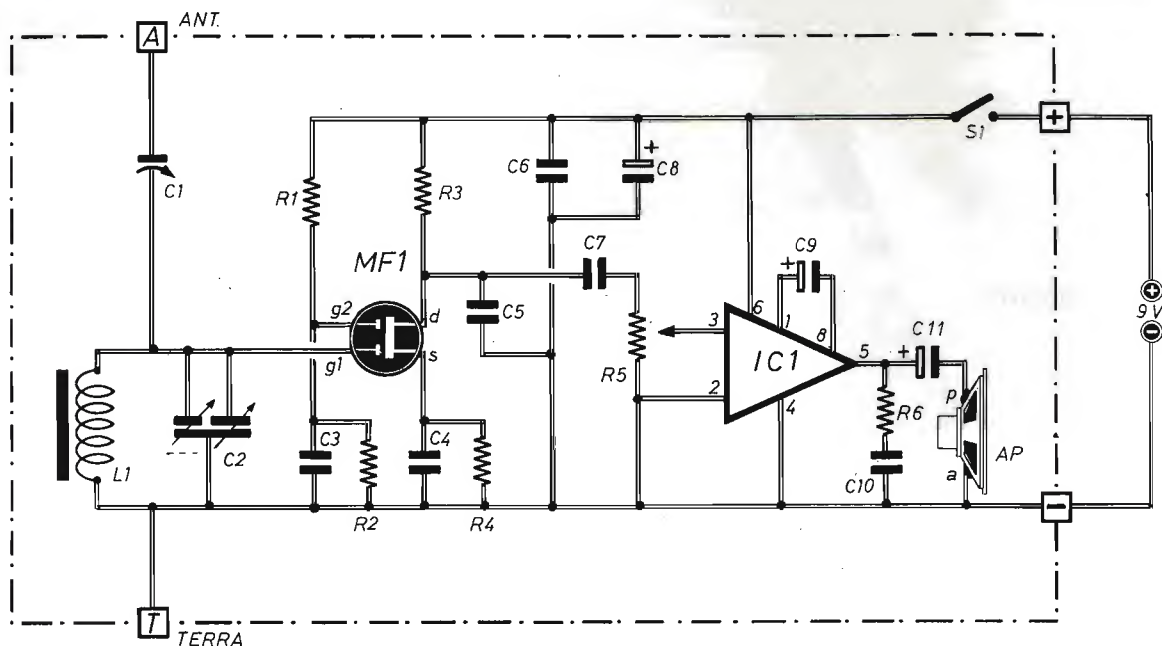 A ANT.
+
S1
C1
R1
R3
C6
+
C8
MF1
C7
C9
+
g2
d
g1
s
C5
3
6
1
8
IC1
5
+
C11
9 V
R5
2
4
p
R6
AP
L1
C2
C3
C4
C10
a
R2
R4
T TERRA